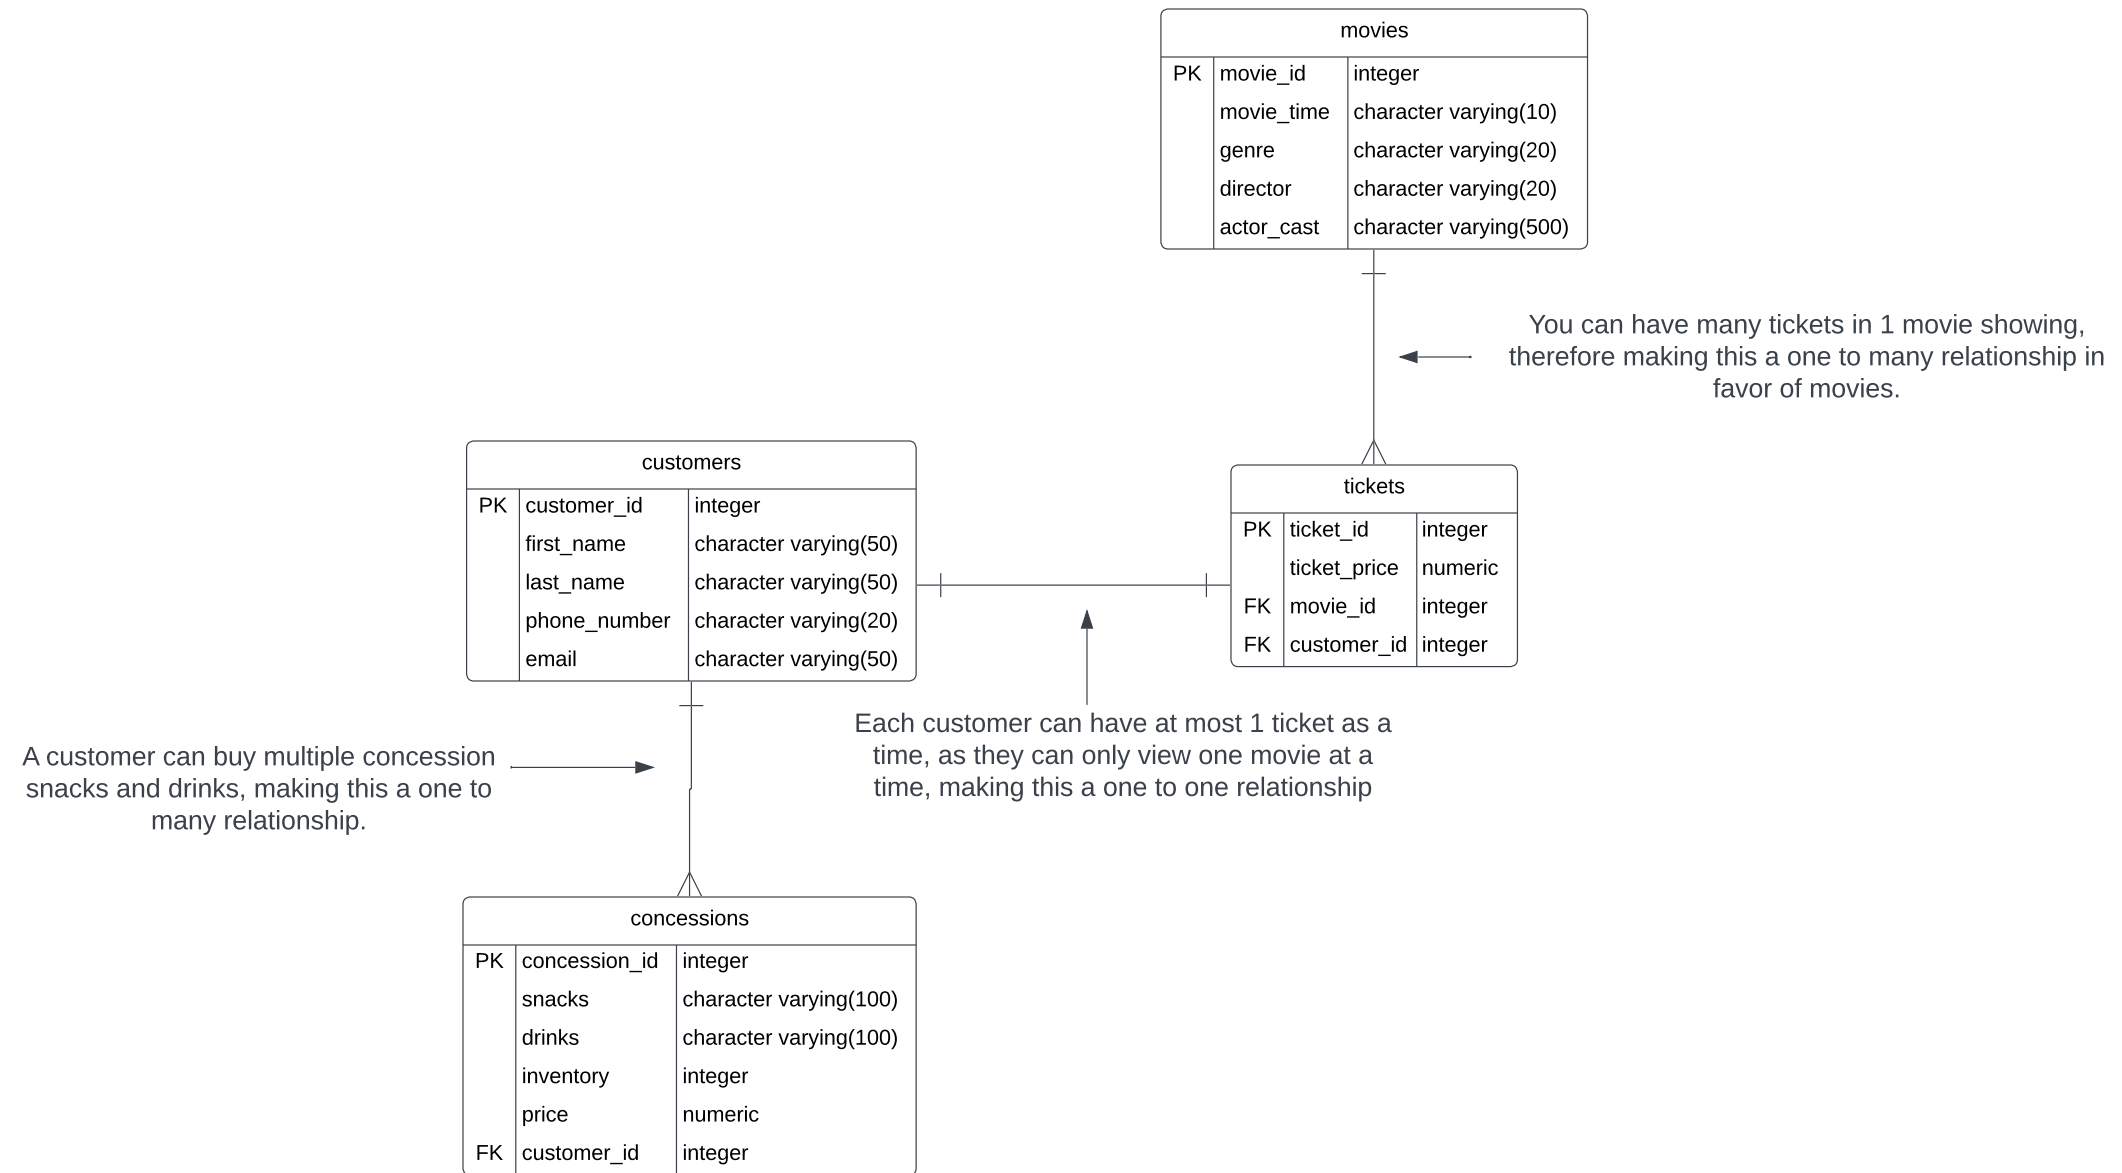 movies
PK movie_id integer
movie_time character varying(10)
genre character varying(20)
director character varying(20)
actor_cast character varying(500)
You can have many tickets in 1 movie showing,
therefore making this a one to many relationship in
favor of movies.
customers
PK customer_id integer
first_name character varying(50)
last_name character varying(50)
phone_number character varying(20)
email character varying(50)
tickets
PK ticket_id integer
ticket_price numeric
FK movie_id integer
FK customer_id integer
Each customer can have at most 1 ticket as a
time, as they can only view one movie at a
time, making this a one to one relationship
A customer can buy multiple concession
snacks and drinks, making this a one to
many relationship.
concessions
PK concession_id integer
snacks character varying(100)
drinks character varying(100)
inventory integer
price numeric
FK customer_id integer